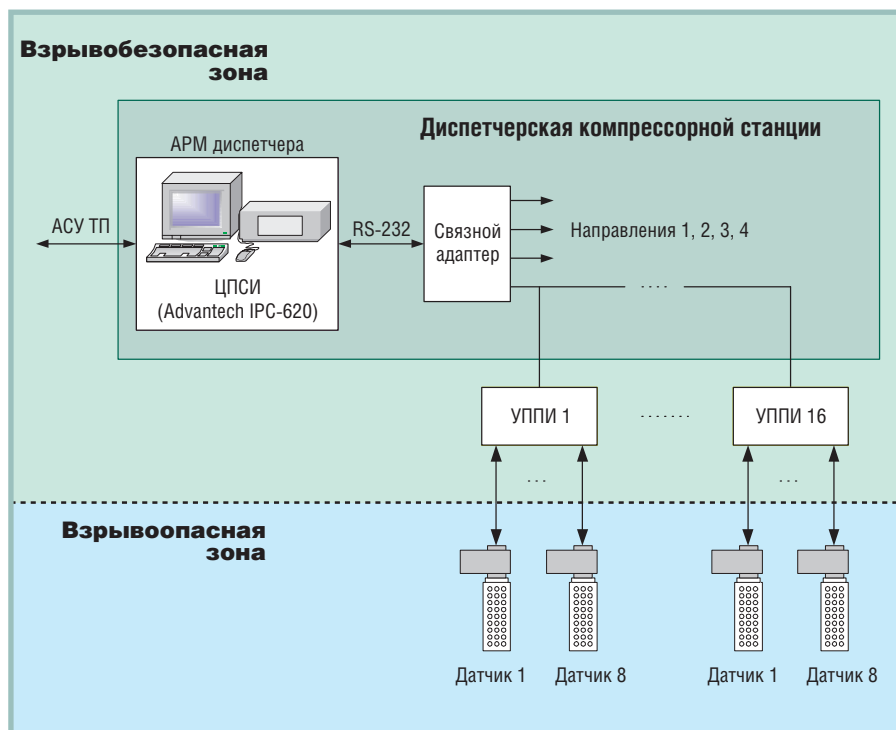 Взрывобезопасная
зона
Диспетчерская компрессорной станции
АРМ диспетчера
АСУ ТП
RS-232
Связной
адаптер
Направления 1, 2, 3, 4
ЦПСИ
(Advantech IPC-620)
УППИ 1
УППИ 16
Взрывоопасная
зона
Датчик 1
Датчик 8
Датчик 1
Датчик 8